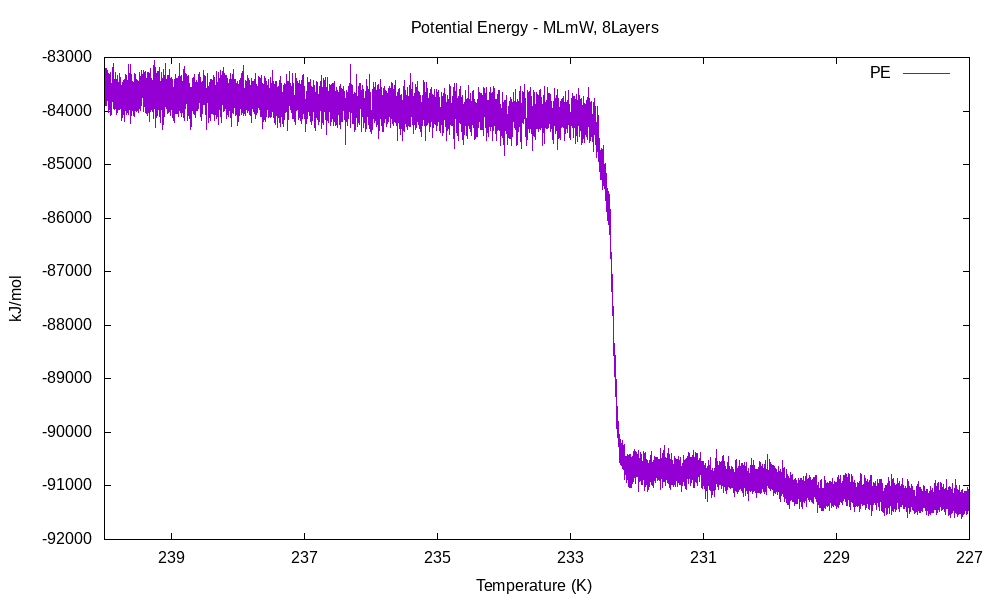 Potential Energy - MLmW, 8Layers
PE
-83000
-84000
-85000
-86000
-87000
-88000
-89000
-90000
-91000
-92000
kJ/mol
239 237 235 233 231 229 227
Temperature (K)